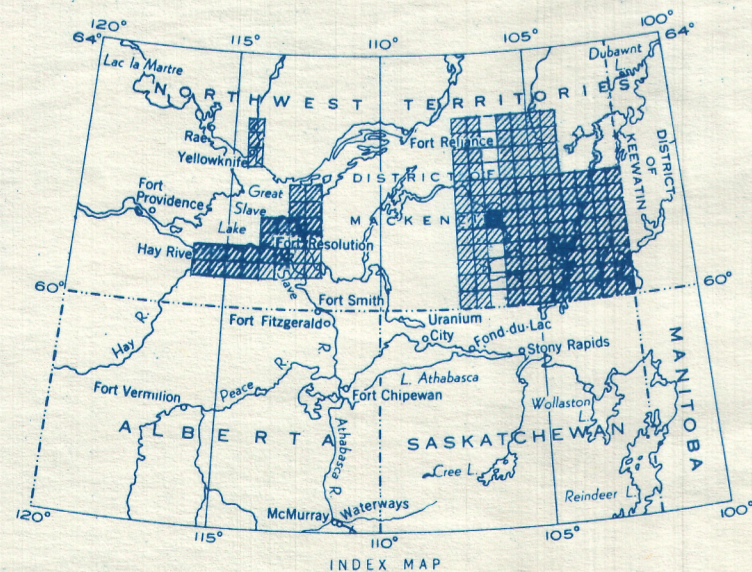 120°
115°
110°
105°
100°
64°
64°
Lac la Martre
Dubawnt
L.
NORTHWEST TERRITORIES
Rae
Yellowknife
Fort Reliance
DISTRICT OF
MACKENZIE
DISTRICT
OF
KEEWATIN
Fort
Providence
Great
Slave
Lake
Hay River
Fort Resolution
Slave
R.
60°
60°
Fort Smith
Fort Fitzgerald
Uranium
City
Fond-du-Lac
Stony Rapids
Hay R.
Fort Vermilion
Peace R.
L. Athabasca
Fort Chipewan
Wollaston
L.
MANITOBA
ALBERTA
Athabasca R.
SASKATCHEWAN
Cree L.
Reindeer L.
McMurray
Waterways
120°
115°
110°
105°
100°
INDEX MAP